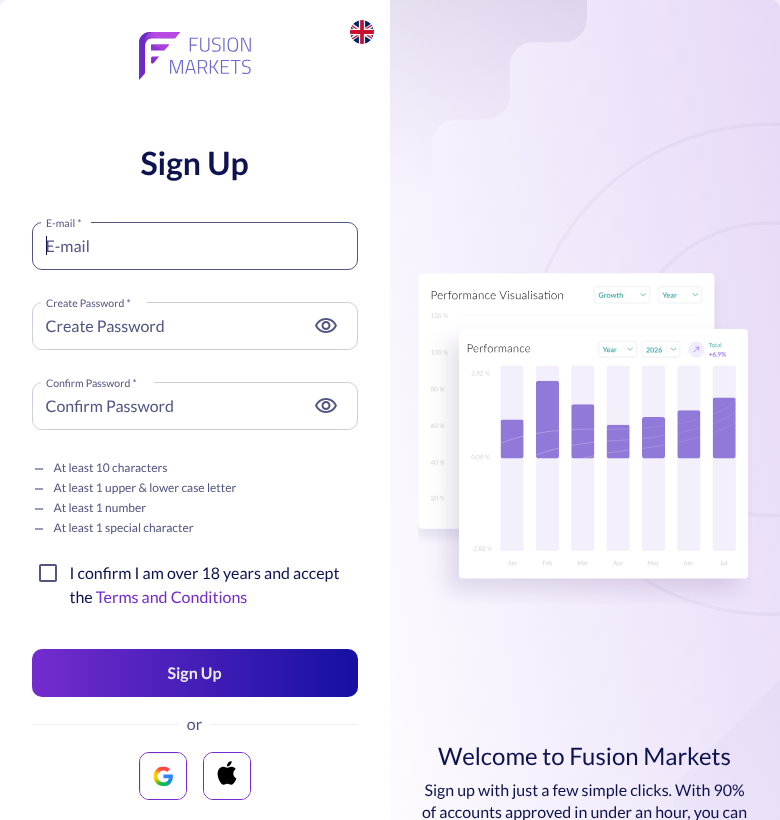 FUSION
MARKETS
Sign Up
E-mail *
E-mail
Create Password *
Create Password
Confirm Password *
Confirm Password
– At least 10 characters
– At least 1 upper & lower case letter
– At least 1 number
– At least 1 special character
I confirm I am over 18 years and accept
the Terms and Conditions
Sign Up
or
Performance Visualisation
Growth
Year
120 %
100 %
80 %
60 %
40 %
20 %
Performance
Year
2026
Total
+6,9%
2,82 %
0,00 %
-2,82 %
Jan Feb Mar Apr May Jun Jul
Welcome to Fusion Markets
Sign up with just a few simple clicks. With 90%
of accounts approved in under an hour, you can